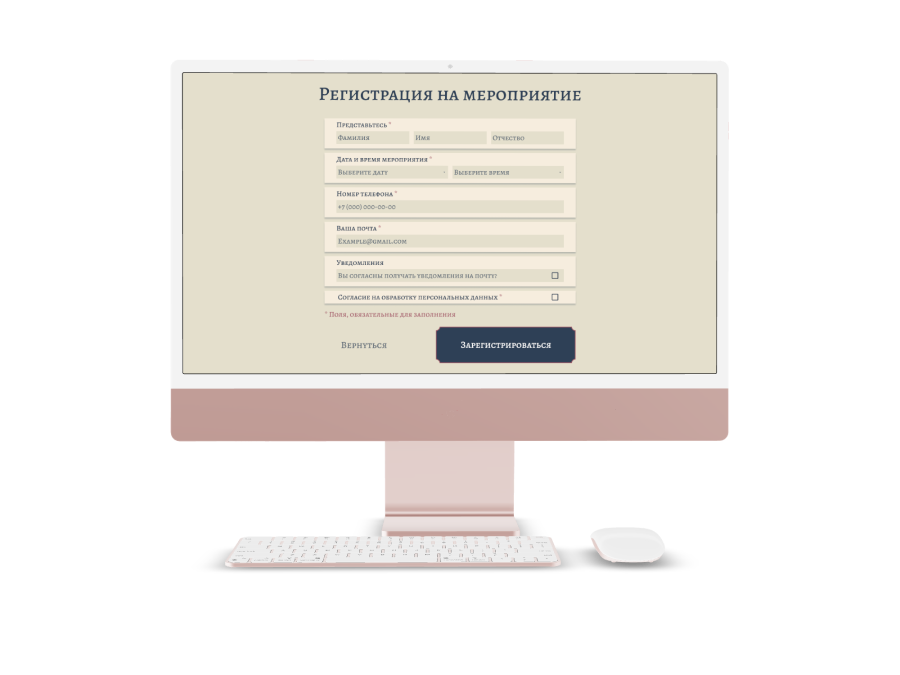 Регистрация на мероприятие
Представьтесь *
Фамилия Имя Отчество
Дата и время мероприятия *
Выберите дату Выберите время
Номер телефона *
+7 (000) 000-00-00
Ваша почта *
Example@gmail.com
Уведомления
Вы согласны получать уведомления на почту?
Согласие на обработку персональных данных *
* Поля, обязательные для заполнения
Вернуться Зарегистрироваться